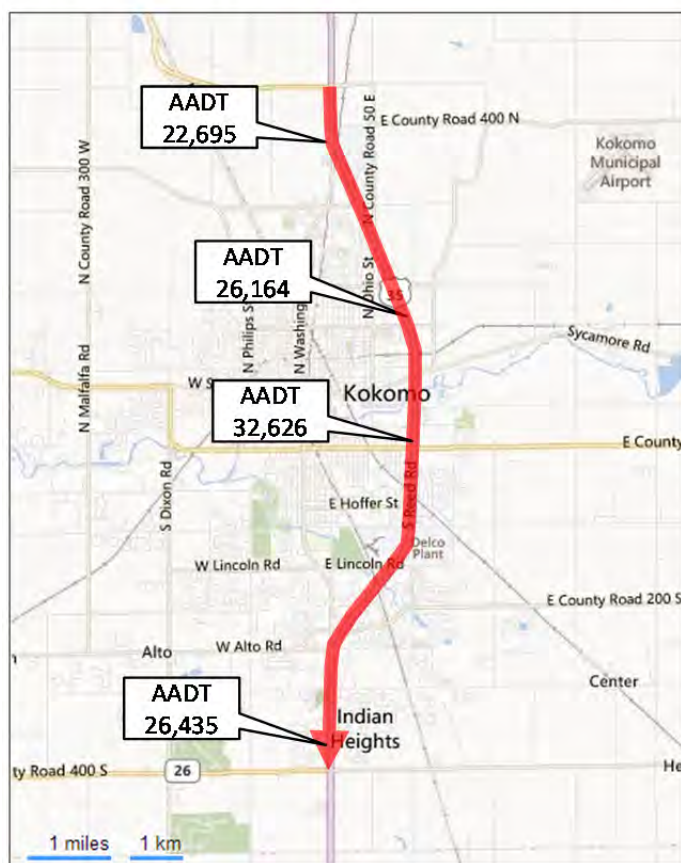 AADT
22,695
E County Road 400 N
N County Road 50 E
Kokomo
Municipal
Airport
N County Road 300 W
AADT
26,164
35
N Ohio St
N Philips St
N Washing
Sycamore Rd
N Malfalfa Rd
W S
AADT
32,626
Kokomo
E County
S Dixon Rd
E Hoffer St
S Reed Rd
Delco
Plant
W Lincoln Rd
E Lincoln Rd
E County Road 200 S
Alto
W Alto Rd
Center
AADT
26,435
Indian
Heights
ty Road 400 S
26
He
1 miles
1 km